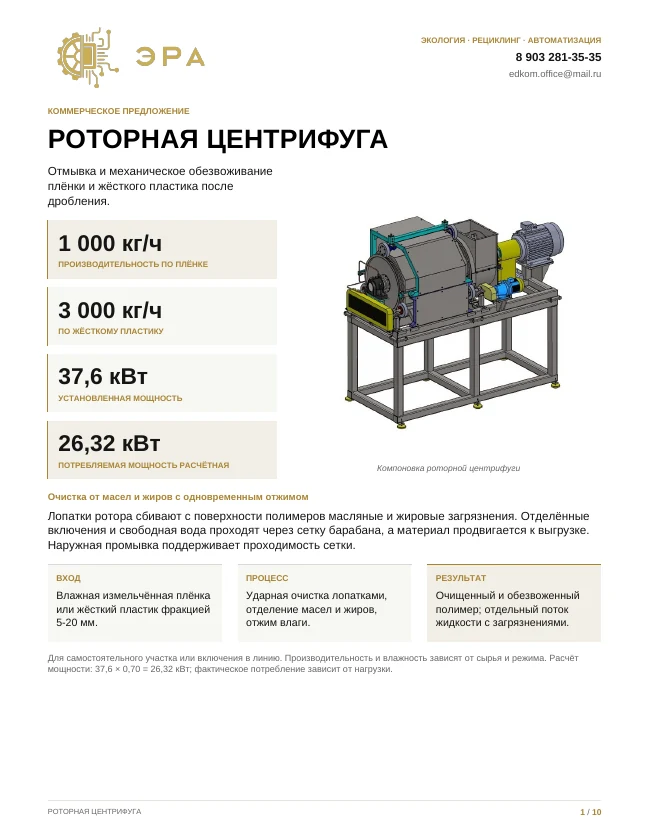 ЭРА
ЭКОЛОГИЯ · РЕЦИКЛИНГ · АВТОМАТИЗАЦИЯ
8 903 281-35-35
edkom.office@mail.ru
КОММЕРЧЕСКОЕ ПРЕДЛОЖЕНИЕ
РОТОРНАЯ ЦЕНТРИФУГА
Отмывка и механическое обезвоживание
плёнки и жёсткого пластика после
дробления.
1 000 кг/ч
ПРОИЗВОДИТЕЛЬНОСТЬ ПО ПЛЁНКЕ
3 000 кг/ч
ПО ЖЁСТКОМУ ПЛАСТИКУ
37,6 кВт
УСТАНОВЛЕННАЯ МОЩНОСТЬ
26,32 кВт
ПОТРЕБЛЯЕМАЯ МОЩНОСТЬ РАСЧЁТНАЯ
Компоновка роторной центрифуги
Очистка от масел и жиров с одновременным отжимом
Лопатки ротора сбивают с поверхности полимеров масляные и жировые загрязнения. Отделённые
включения и свободная вода проходят через сетку барабана, а материал продвигается к выгрузке.
Наружная промывка поддерживает проходимость сетки.
ВХОД
Влажная измельчённая плёнка
или жёсткий пластик фракцией
5-20 мм.
ПРОЦЕСС
Ударная очистка лопатками,
отделение масел и жиров,
отжим влаги.
РЕЗУЛЬТАТ
Очищенный и обезвоженный
полимер; отдельный поток
жидкости с загрязнениями.
Для самостоятельного участка или включения в линию. Производительность и влажность зависят от сырья и режима. Расчёт
мощности: 37,6 × 0,70 = 26,32 кВт; фактическое потребление зависит от нагрузки.
РОТОРНАЯ ЦЕНТРИФУГА
1 / 10